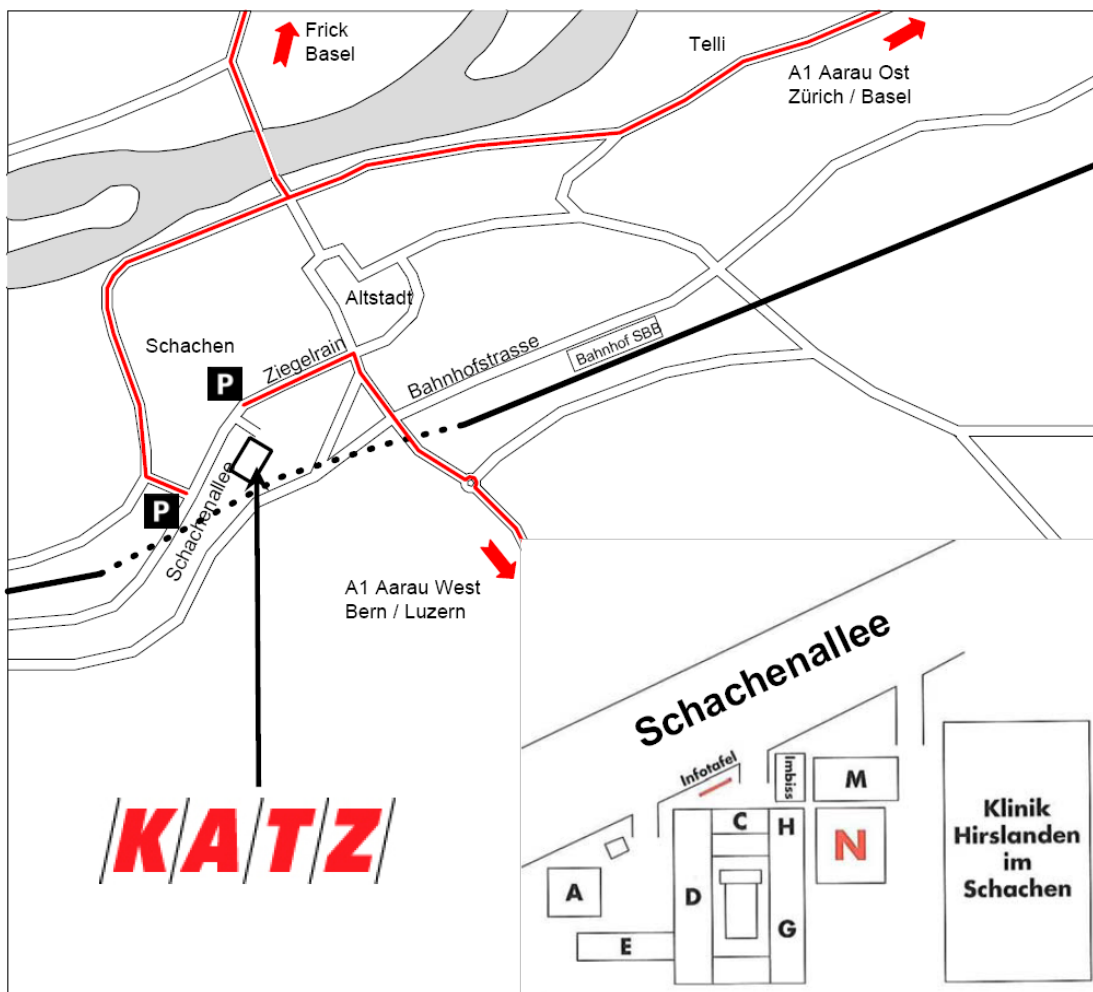 Frick
Basel
Telli
A1 Aarau Ost
Zürich / Basel
Altstadt
Schachen
Ziegelrain
Bahnhofstrasse
Bahnhof SBB
P
P
Schachenallee
A1 Aarau West
Bern / Luzern
KATZ
Schachenallee
Infotafel
Imbiss
M
C
H
N
A
D
E
G
Klinik
Hirslanden
im
Schachen